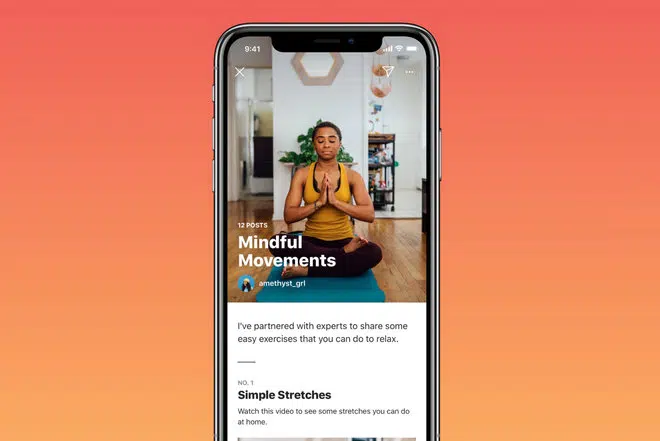 9:41
12 POSTS
Mindful
Movements
amethyst_grl
I've partnered with experts to share some
easy exercises that you can do to relax.
NO. 1
Simple Stretches
Watch this video to see some stretches you can do
at home.